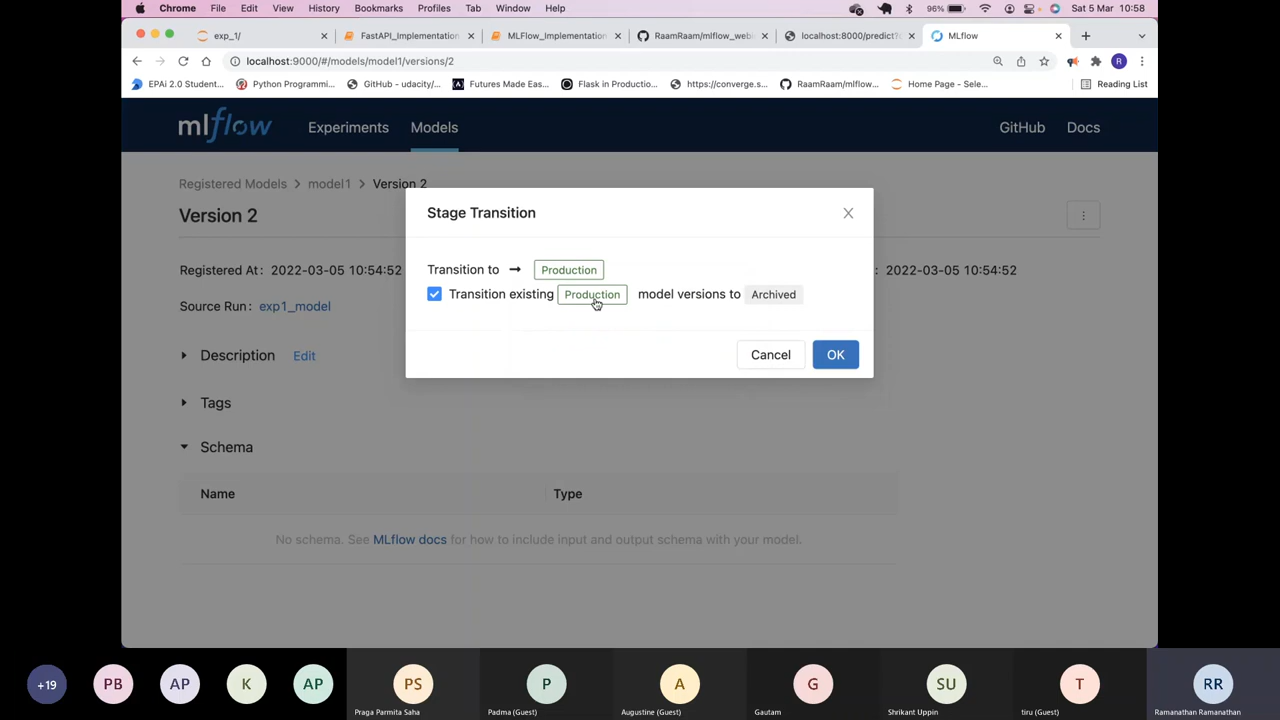 Chrome File Edit View History Bookmarks Profiles Tab Window Help 96% Sat 5 Mar 10:58
exp_1/ FastAPI_Implementation MLFlow_Implementation RaamRaam/mlflow_web localhost:8000/predict? MLflow
localhost:9000/#/models/model1/versions/2 R
EPAi 2.0 Student... Python Programmi... GitHub - udacity/... Futures Made Eas... Flask in Productio... https://converge.s... RaamRaam/mlflow... Home Page - Sele... Reading List
mlflow Experiments Models GitHub Docs
Registered Models > model1 > Version 2
Version 2
Stage Transition
Registered At: 2022-03-05 10:54:52 : 2022-03-05 10:54:52
Transition to → Production
Transition existing Production model versions to Archived
Source Run: exp1_model
Cancel OK
Description Edit
Tags
Schema
Name Type
No schema. See MLflow docs for how to include input and output schema with your model.
+19 PB AP K AP PS P A G SU T RR
Praga Parmita Saha Padma (Guest) Augustine (Guest) Gautam Shrikant Uppin tiru (Guest) Ramanathan Ramanathan